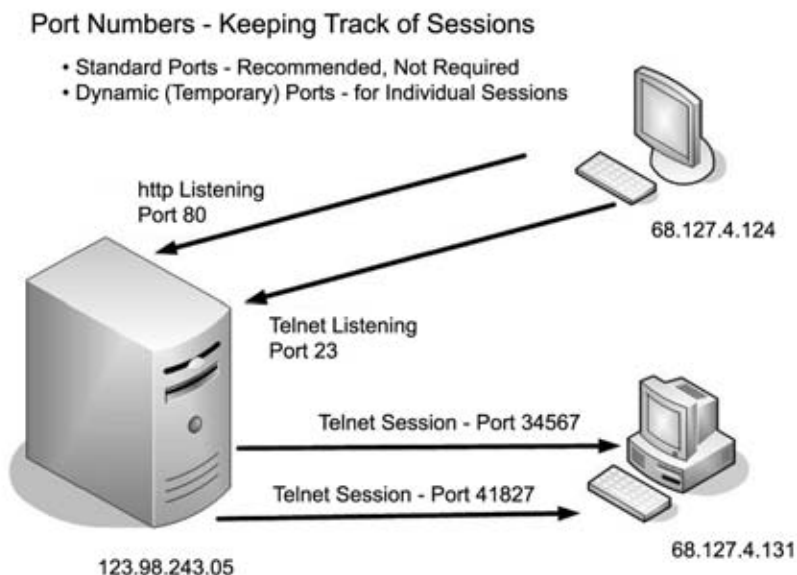 Port Numbers - Keeping Track of Sessions
• Standard Ports - Recommended, Not Required
• Dynamic (Temporary) Ports - for Individual Sessions
http Listening
Port 80
68.127.4.124
Telnet Listening
Port 23
Telnet Session - Port 34567
Telnet Session - Port 41827
68.127.4.131
123.98.243.05